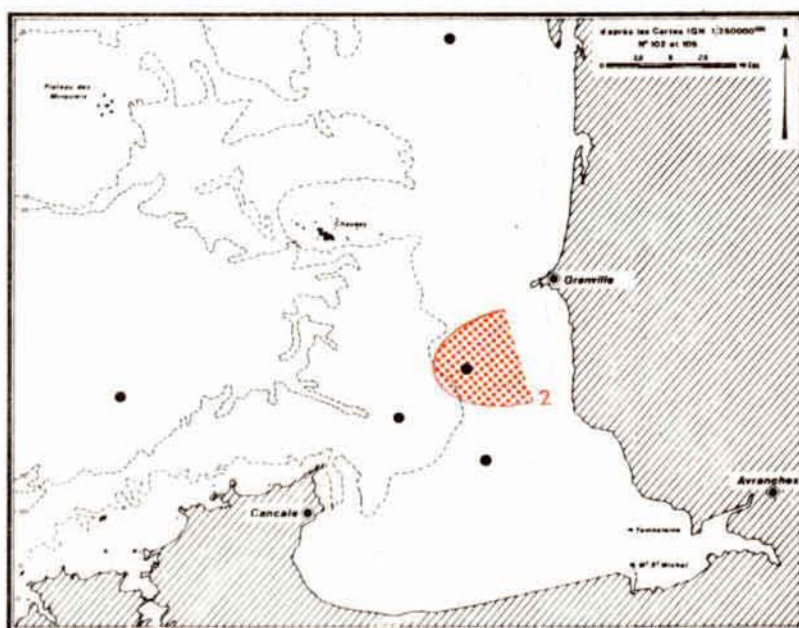 d'après les Cartes IGN 1/250000
N° 102 et 105
Plateau des
Minquiers
Chausey
Granville
2
Avranches
Cancale
Tombelaine
Mt St Michel